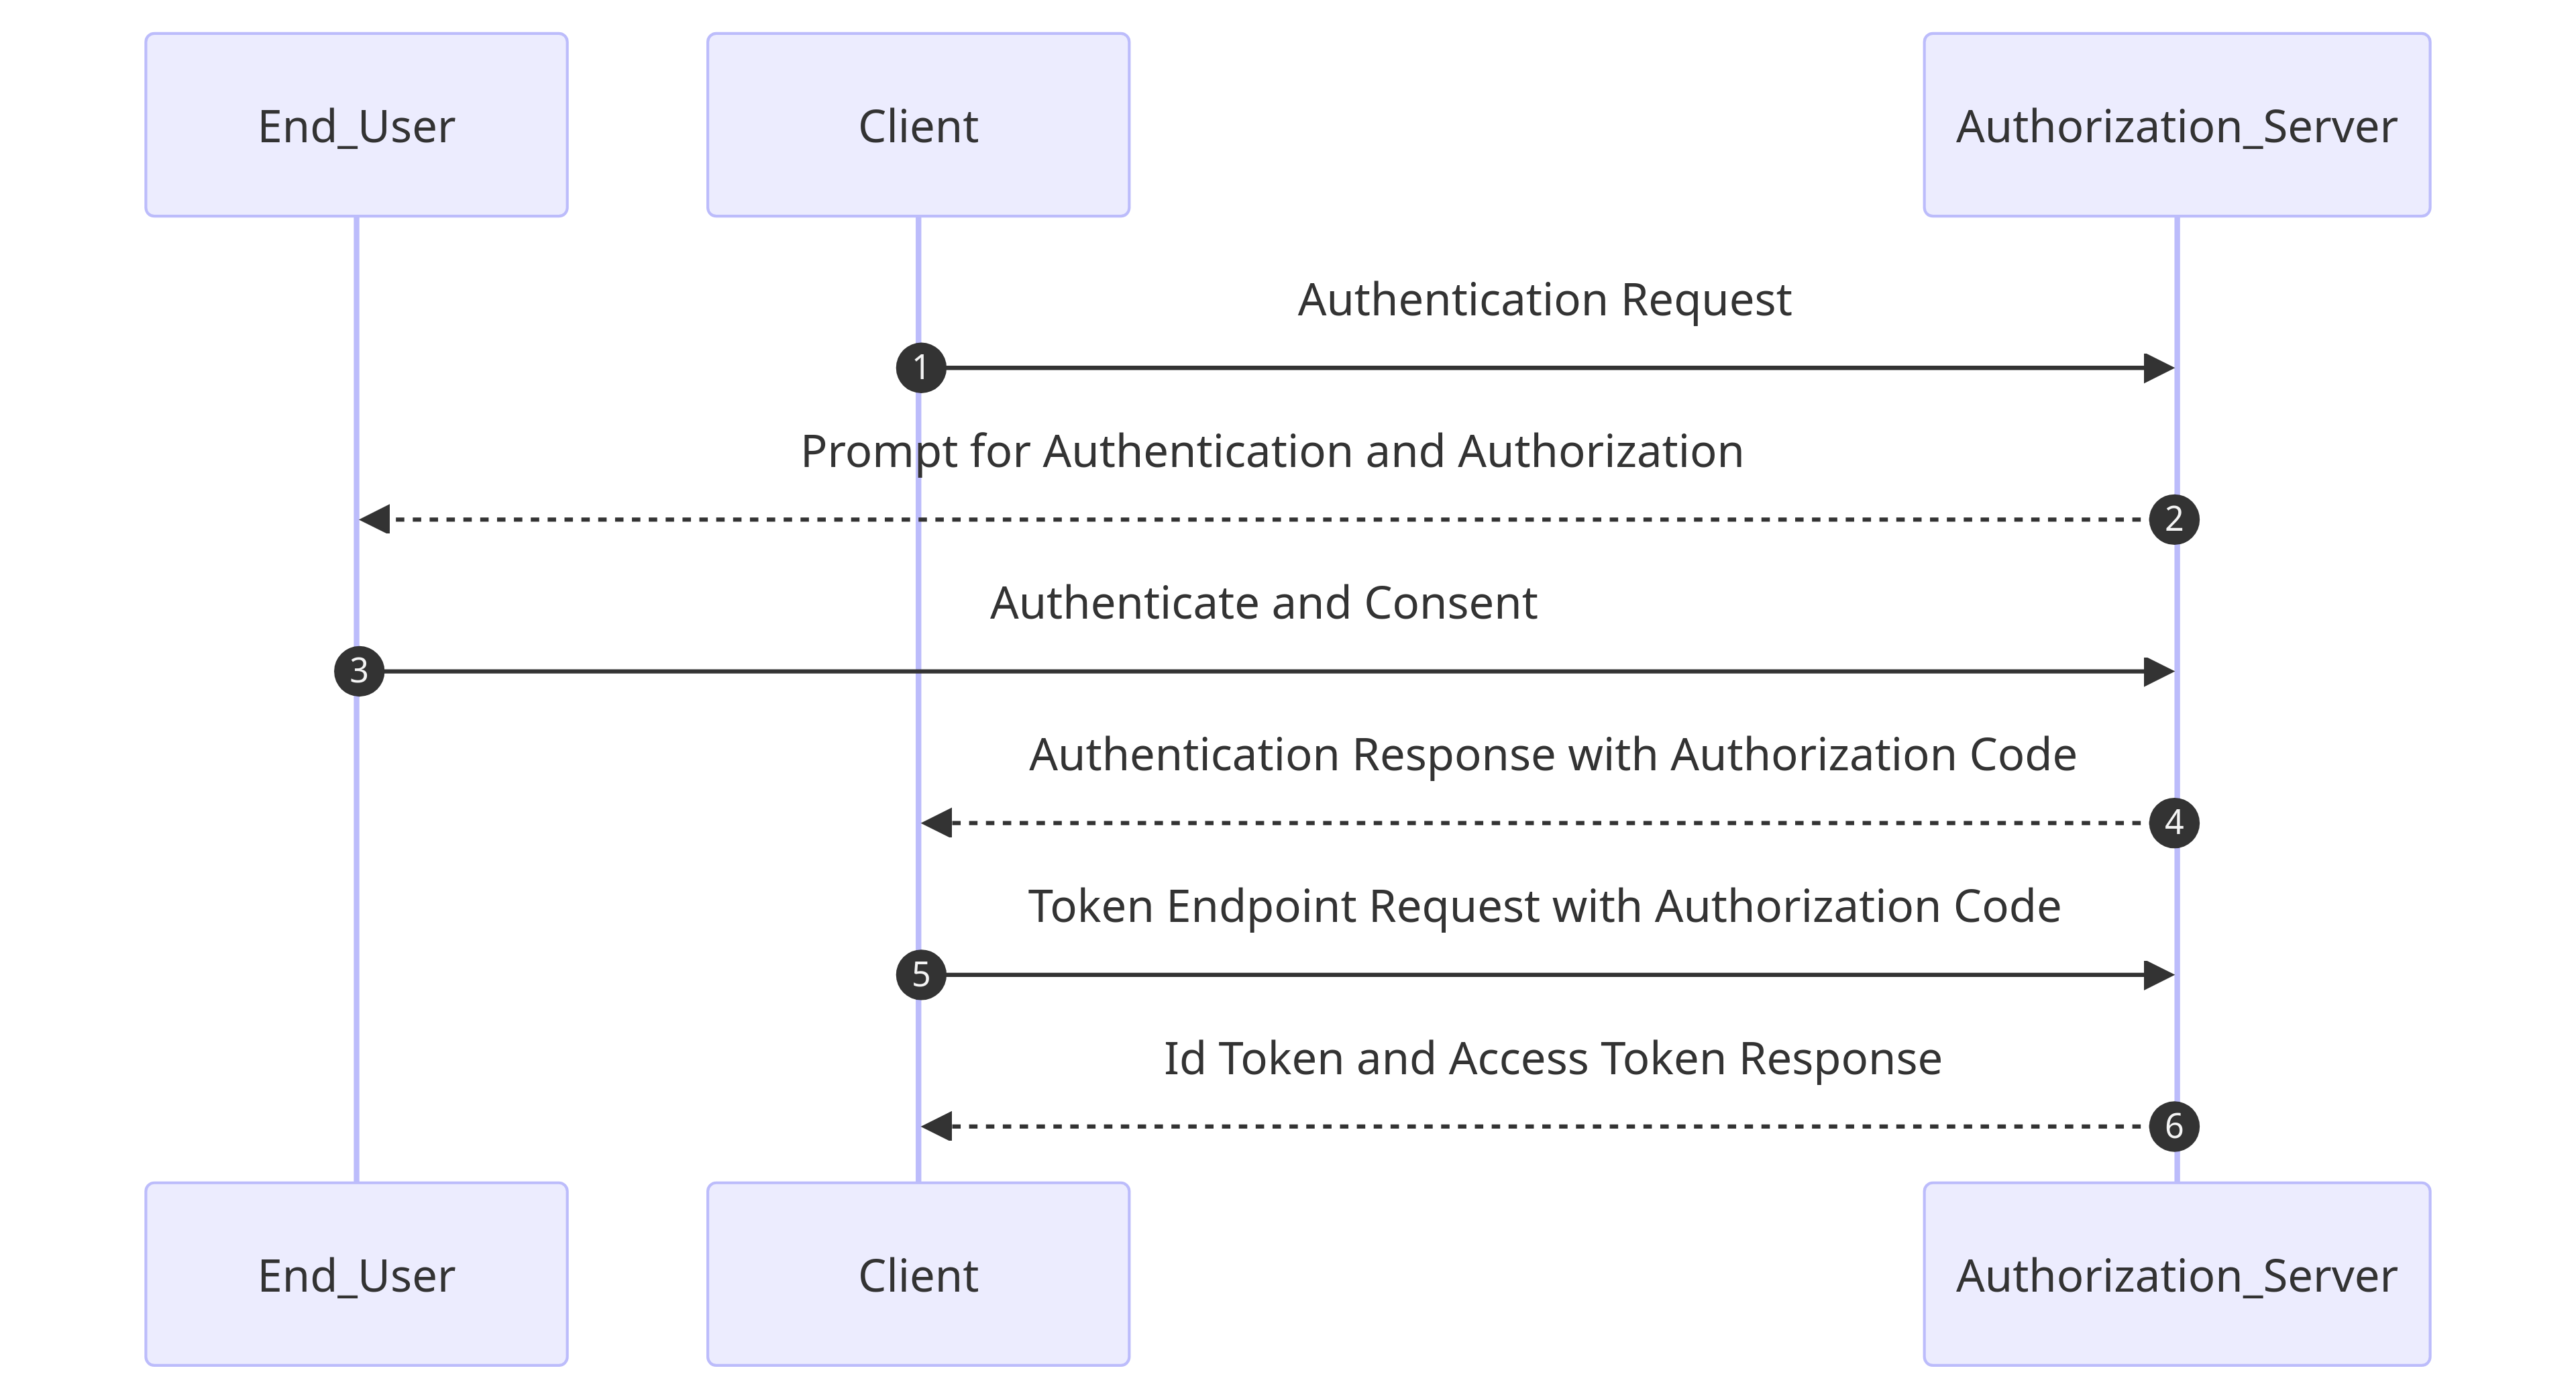 End_User
Client
Authorization_Server
Authentication Request
1
Prompt for Authentication and Authorization
2
Authenticate and Consent
3
Authentication Response with Authorization Code
4
Token Endpoint Request with Authorization Code
5
Id Token and Access Token Response
6
End_User
Client
Authorization_Server